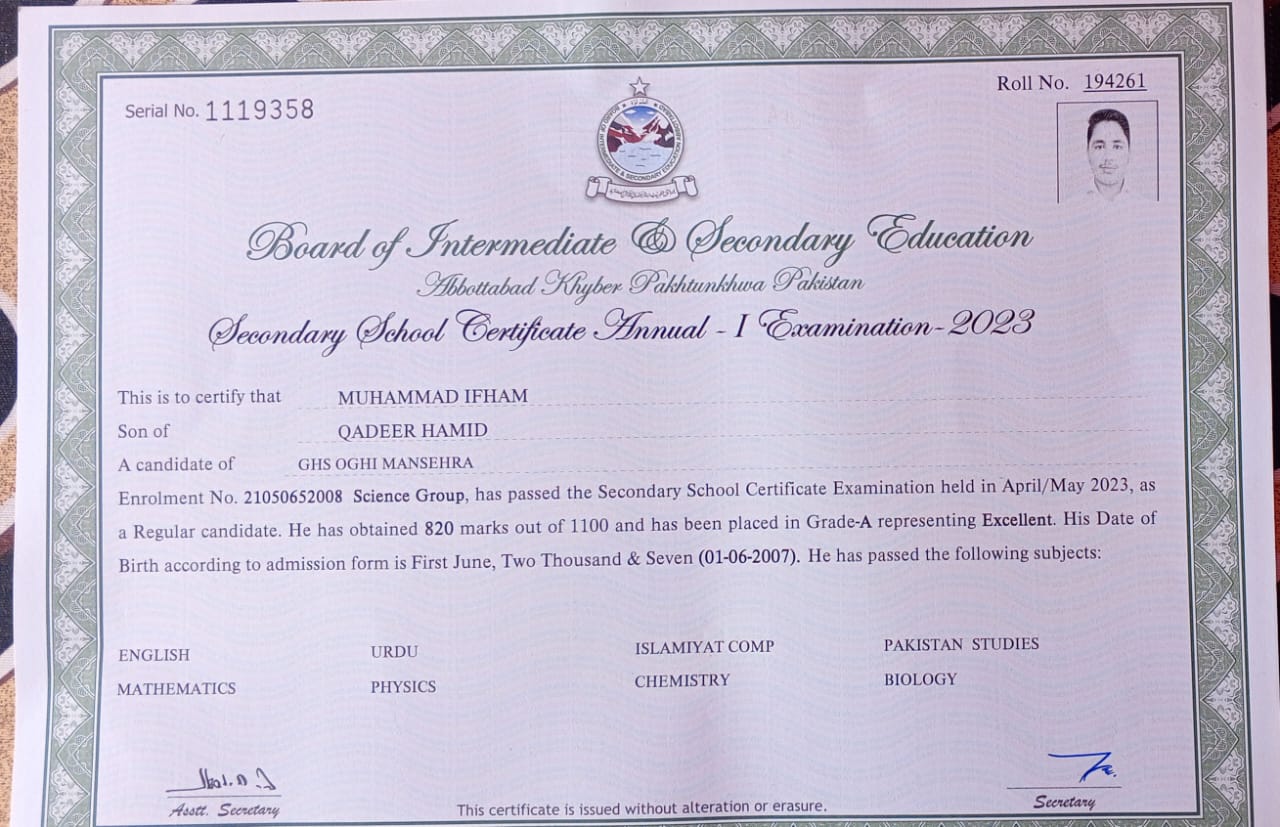 Serial No. 1119358
Roll No. 194261
BOARD OF INTERMEDIATE & SECONDARY EDUCATION
Board of Intermediate & Secondary Education
Abbottabad Khyber Pakhtunkhwa Pakistan
Secondary School Certificate Annual - I Examination-2023
This is to certify that MUHAMMAD IFHAM
Son of QADEER HAMID
A candidate of GHS OGHI MANSEHRA
Enrolment No. 21050652008 Science Group, has passed the Secondary School Certificate Examination held in April/May 2023, as
a Regular candidate. He has obtained 820 marks out of 1100 and has been placed in Grade-A representing Excellent. His Date of
Birth according to admission form is First June, Two Thousand & Seven (01-06-2007). He has passed the following subjects:
ENGLISH URDU ISLAMIYAT COMP PAKISTAN STUDIES
MATHEMATICS PHYSICS CHEMISTRY BIOLOGY
Asstt. Secretary
This certificate is issued without alteration or erasure.
Secretary